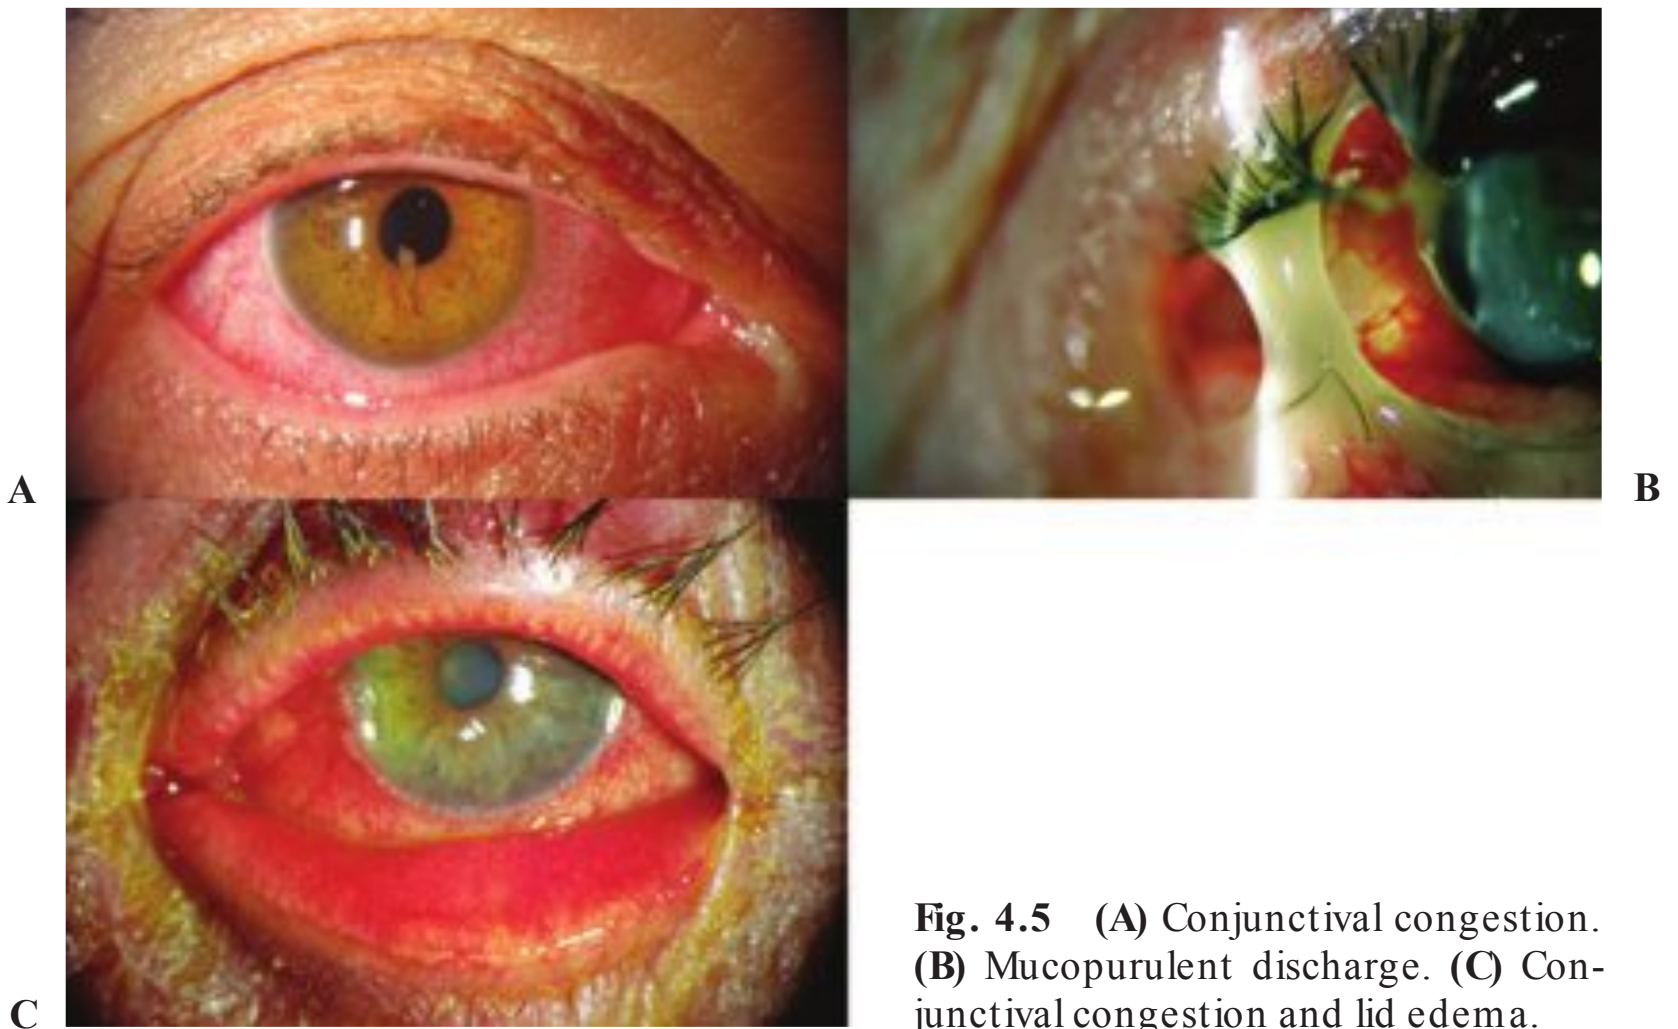 A
B
C
Fig. 4.5 (A) Conjunctival congestion.
(B) Mucopurulent discharge. (C) Con-
junctival congestion and lid edema.